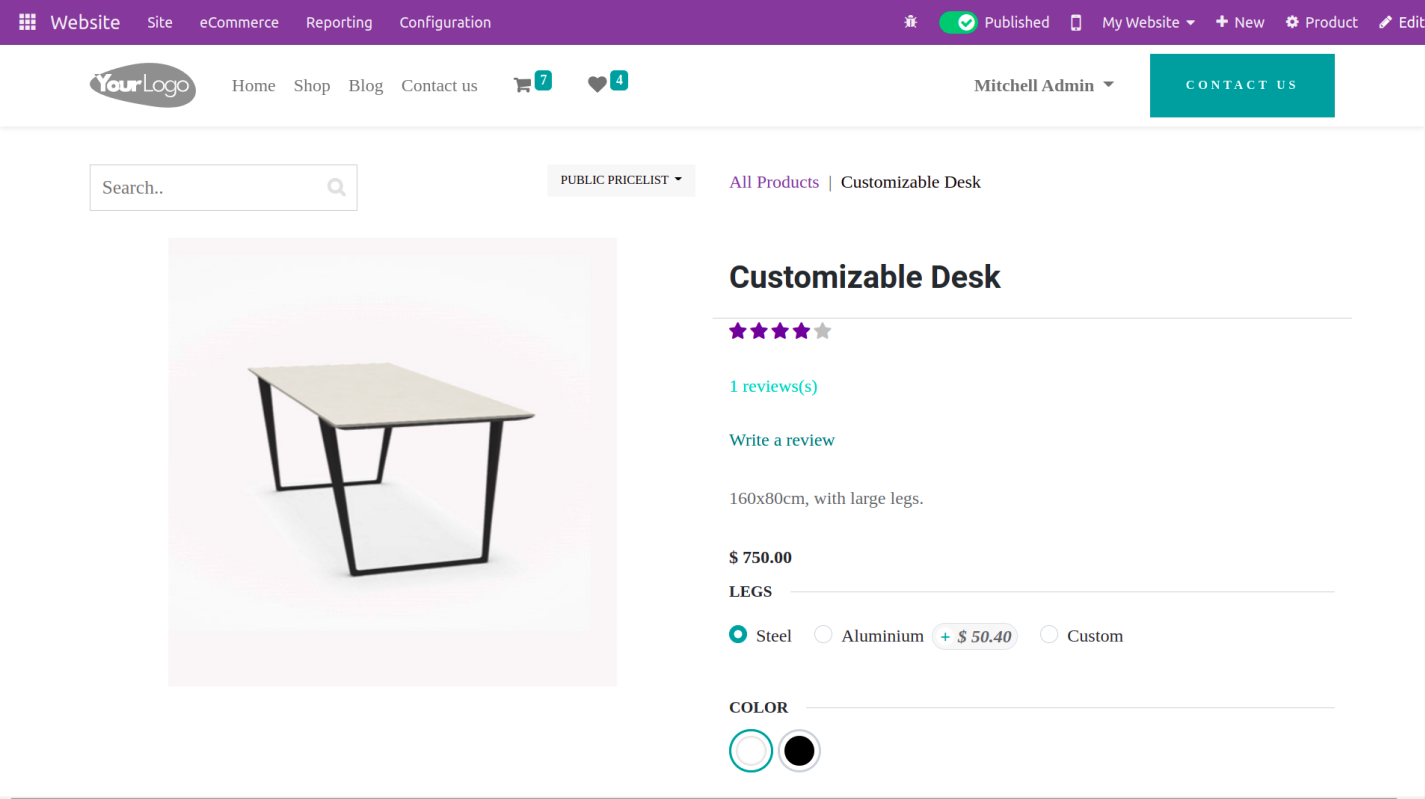 Website Site eCommerce Reporting Configuration Published My Website New Product Edit
YourLogo Home Shop Blog Contact us 7 4 Mitchell Admin CONTACT US
Search.. PUBLIC PRICELIST All Products | Customizable Desk
Customizable Desk
1 reviews(s)
Write a review
160x80cm, with large legs.
$ 750.00
LEGS
Steel Aluminium + $ 50.40 Custom
COLOR